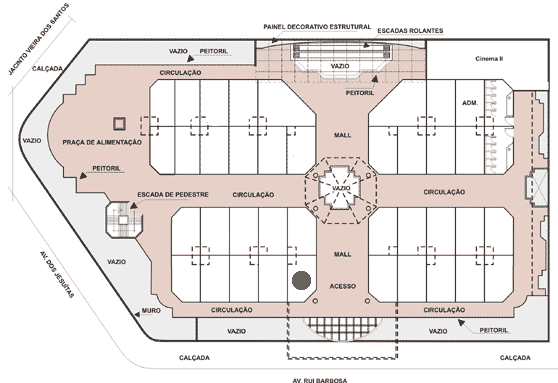 PAINEL DECORATIVO ESTRUTURAL
ESCADAS ROLANTES
JACINTO VIEIRA DOS SANTOS
CALÇADA
VAZIO
PEITORIL
CIRCULAÇÃO
VAZIO
PEITORIL
Cinema II
ADM.
VAZIO
PRAÇA DE ALIMENTAÇÃO
MALL
PEITORIL
ESCADA DE PEDESTRE
CIRCULAÇÃO
VAZIO
CIRCULAÇÃO
VAZIO
MALL
ACESSO
AV. DOS JESUÍTAS
MURO
CIRCULAÇÃO
CIRCULAÇÃO
VAZIO
VAZIO
PEITORIL
CALÇADA
CALÇADA
AV. RUI BARBOSA